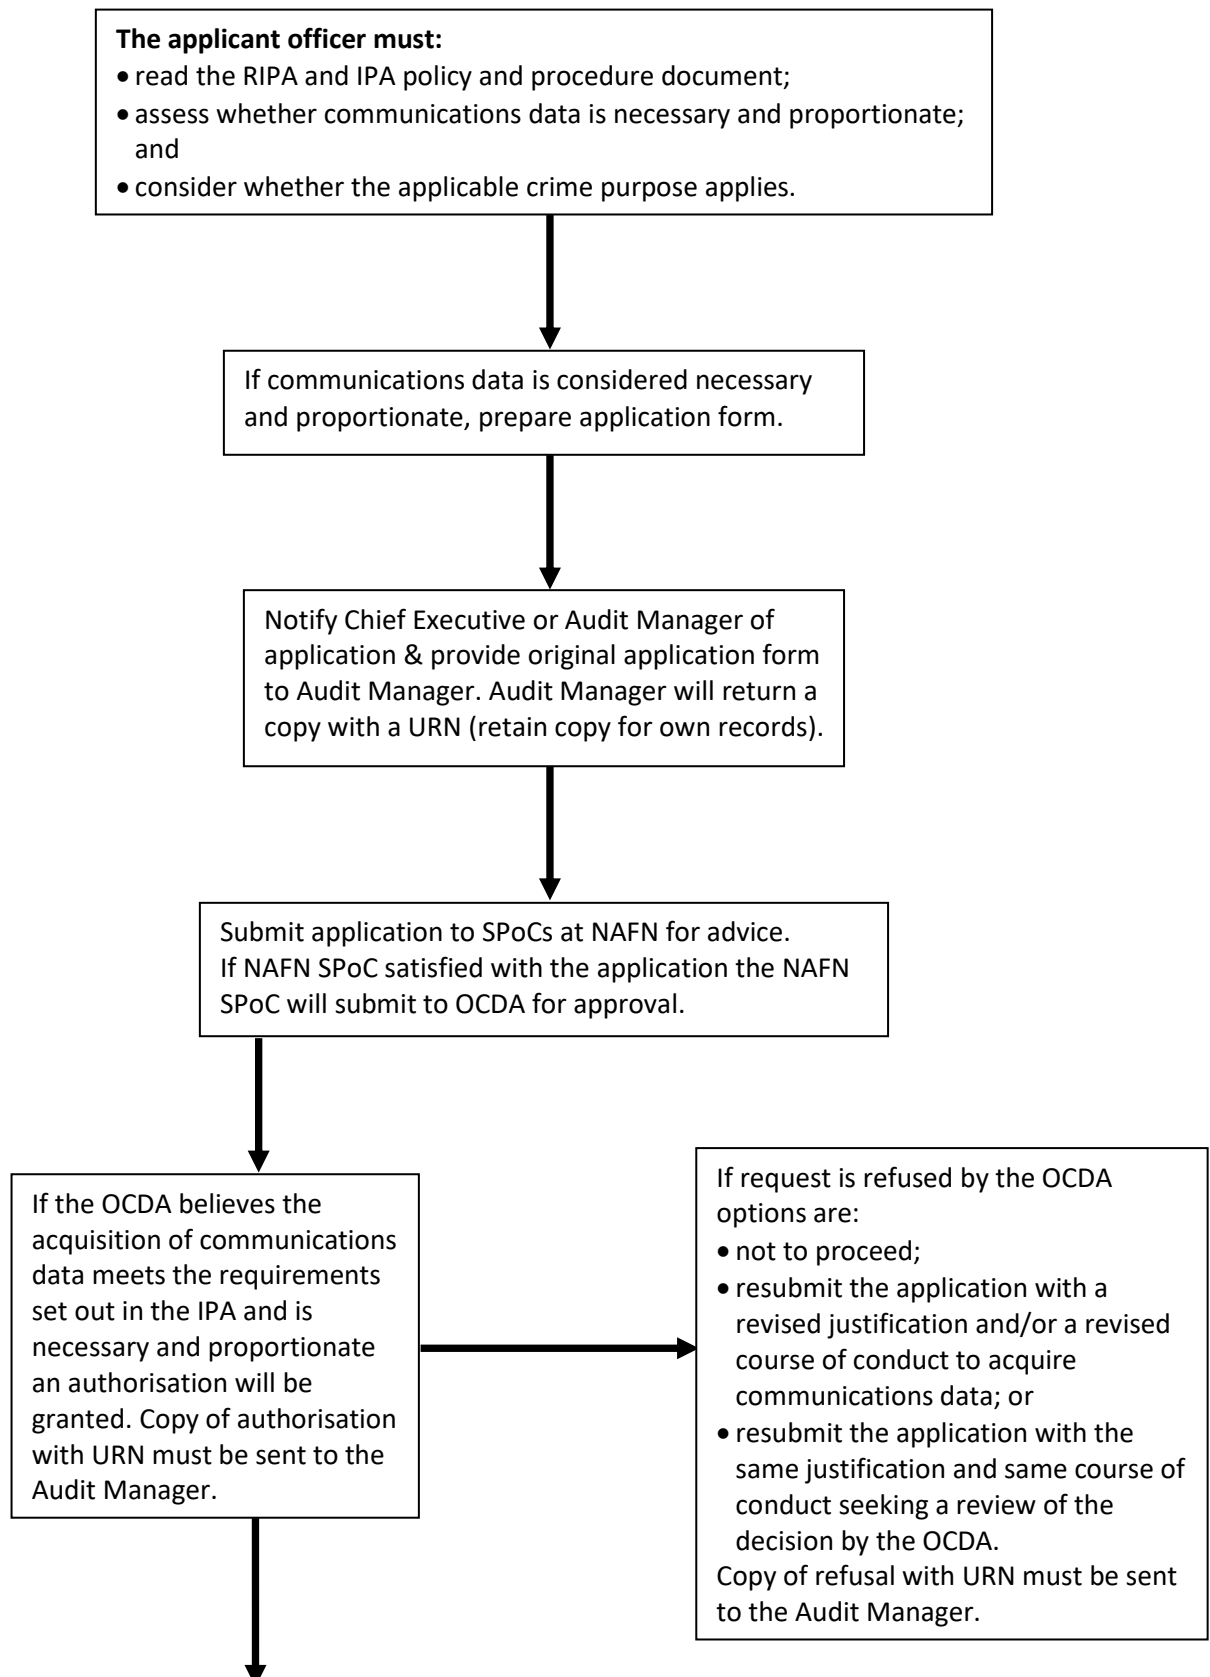 The applicant officer must:
• read the RIPA and IPA policy and procedure document;
• assess whether communications data is necessary and proportionate;
and
• consider whether the applicable crime purpose applies.
If communications data is considered necessary
and proportionate, prepare application form.
Notify Chief Executive or Audit Manager of
application & provide original application form
to Audit Manager. Audit Manager will return a
copy with a URN (retain copy for own records).
Submit application to SPoCs at NAFN for advice.
If NAFN SPoC satisfied with the application the NAFN
SPoC will submit to OCDA for approval.
If the OCDA believes the
acquisition of communications
data meets the requirements
set out in the IPA and is
necessary and proportionate
an authorisation will be
granted. Copy of authorisation
with URN must be sent to the
Audit Manager.
If request is refused by the OCDA
options are:
• not to proceed;
• resubmit the application with a
revised justification and/or a revised
course of conduct to acquire
communications data; or
• resubmit the application with the
same justification and same course of
conduct seeking a review of the
decision by the OCDA.
Copy of refusal with URN must be sent
to the Audit Manager.